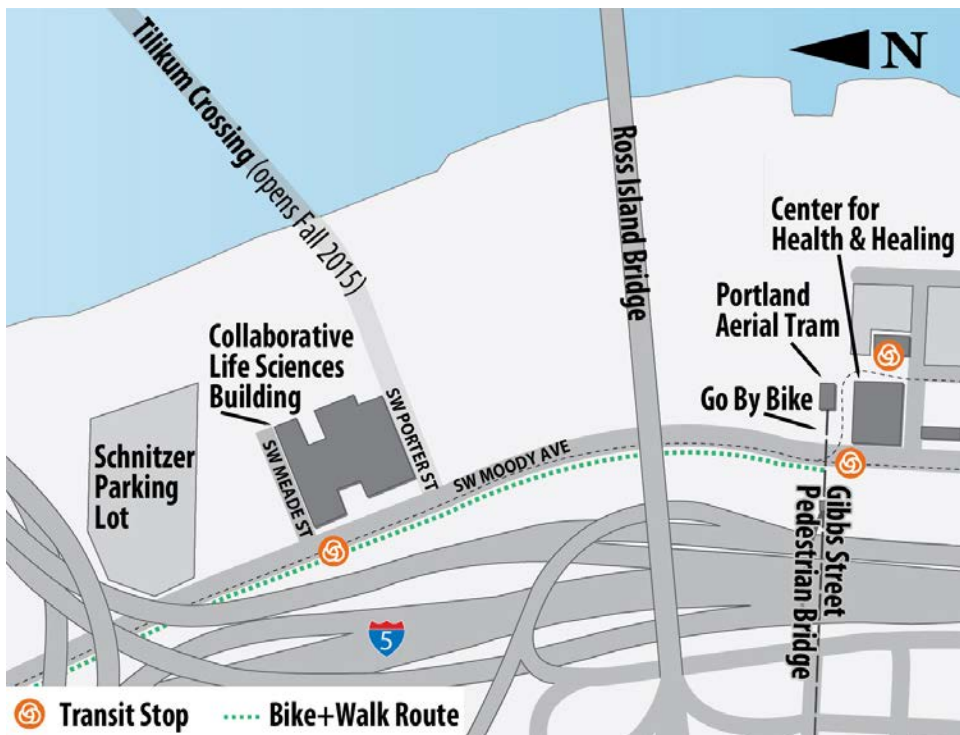 Tilikum Crossing (opens Fall 2015)
N
Ross Island Bridge
Center for
Health & Healing
Portland
Aerial Tram
Go By Bike
Collaborative
Life Sciences
Building
SW PORTER ST
SW MEADE ST
SW MOODY AVE
Schnitzer
Parking
Lot
Gibbs Street
Pedestrian Bridge
5
Transit Stop
Bike+Walk Route